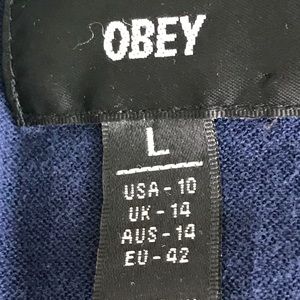 OBEY
L
USA - 10
UK - 14
AUS - 14
EU - 42